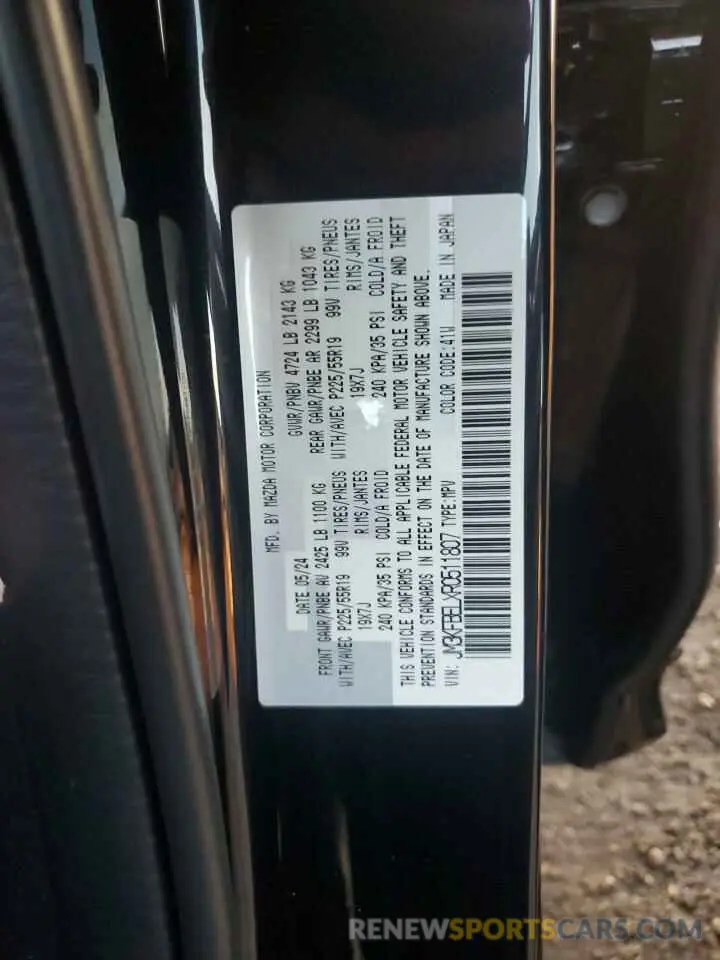 MFD. BY MAZDA MOTOR CORPORATION
DATE 05/24 GVWR/PNBV 4724 LB 2143 KG
FRONT GAWR/PNBE AV 2425 LB 1100 KG REAR GAWR/PNBE AR 2299 LB 1043 KG
WITH/AVEC P225/55R19 99V TIRES/PNEUS WITH/AVEC P225/55R19 99V TIRES/PNEUS
19X7J RIMS/JANTES 19X7J RIMS/JANTES
240 KPA/35 PSI COLD/A FROID 240 KPA/35 PSI COLD/A FROID
THIS VEHICLE CONFORMS TO ALL APPLICABLE FEDERAL MOTOR VEHICLE SAFETY AND THEFT
PREVENTION STANDARDS IN EFFECT ON THE DATE OF MANUFACTURE SHOWN ABOVE.
VIN: JM3KFBELXR0511807 TYPE:MPV COLOR CODE:41W MADE IN JAPAN
RENEWSPORTSCARS.COM